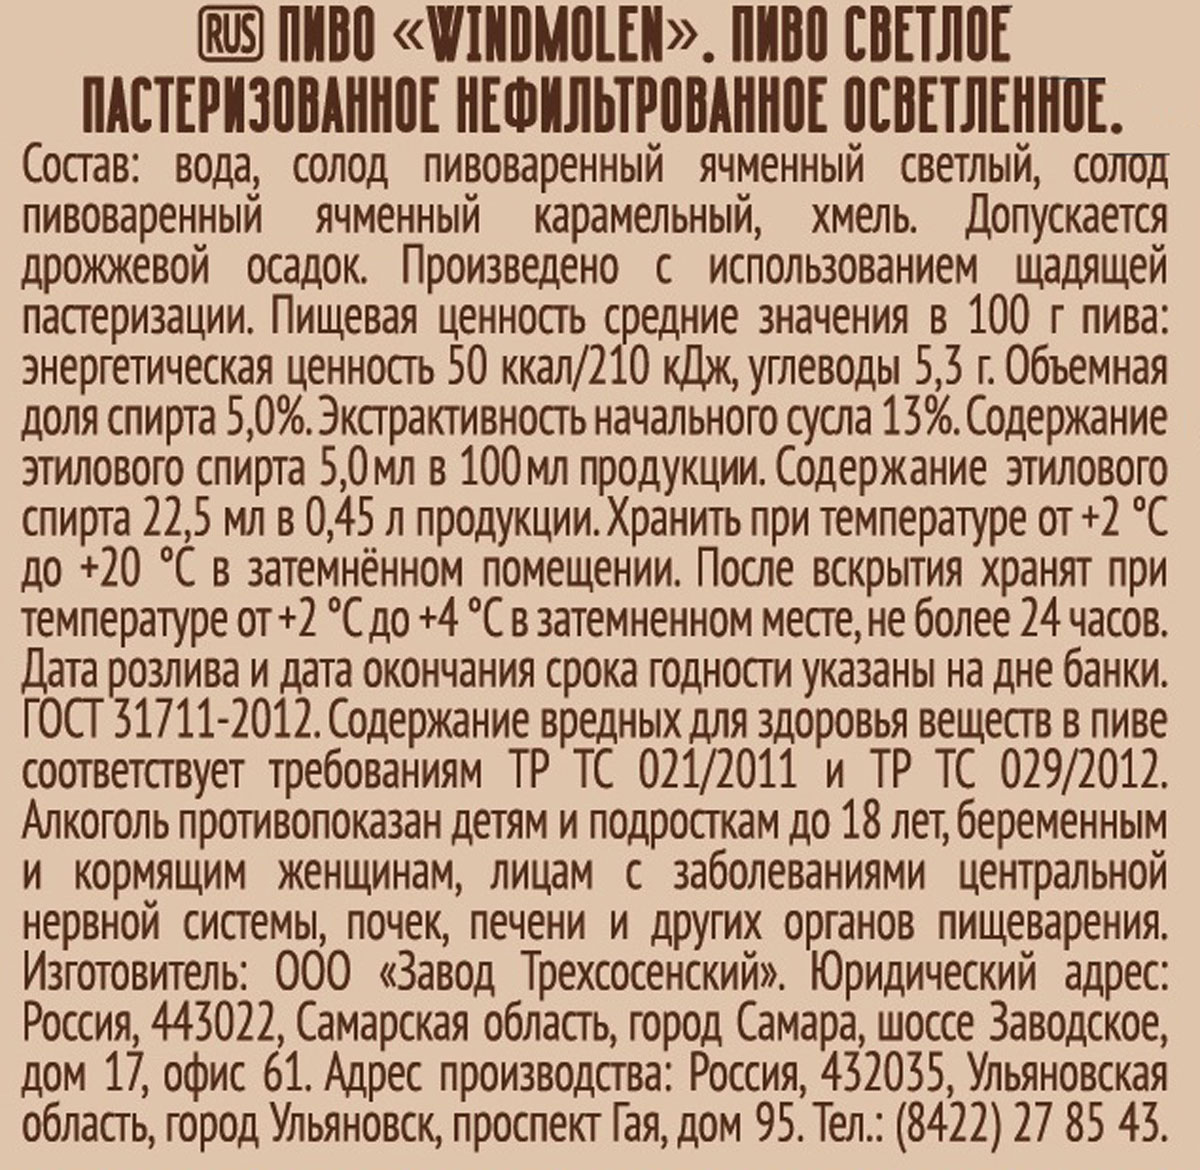 RUS ПИВО «WINDMOLEN». ПИВО СВЕТЛОЕ
ПАСТЕРИЗОВАННОЕ НЕФИЛЬТРОВАННОЕ ОСВЕТЛЕННОЕ.
Состав: вода, солод пивоваренный ячменный светлый, солод
пивоваренный ячменный карамельный, хмель. Допускается
дрожжевой осадок. Произведено с использованием щадящей
пастеризации. Пищевая ценность средние значения в 100 г пива:
энергетическая ценность 50 ккал/210 кДж, углеводы 5,3 г. Объемная
доля спирта 5,0%. Экстрактивность начального сусла 13%. Содержание
этилового спирта 5,0мл в 100мл продукции. Содержание этилового
спирта 22,5 мл в 0,45 л продукции. Хранить при температуре от +2 °C
до +20 °C в затемнённом помещении. После вскрытия хранят при
температуре от +2 °C до +4 °C в затемненном месте, не более 24 часов.
Дата розлива и дата окончания срока годности указаны на дне банки.
ГОСТ 31711-2012. Содержание вредных для здоровья веществ в пиве
соответствует требованиям ТР ТС 021/2011 и ТР ТС 029/2012.
Алкоголь противопоказан детям и подросткам до 18 лет, беременным
и кормящим женщинам, лицам с заболеваниями центральной
нервной системы, почек, печени и других органов пищеварения.
Изготовитель: ООО «Завод Трехсосенский». Юридический адрес:
Россия, 443022, Самарская область, город Самара, шоссе Заводское,
дом 17, офис 61. Адрес производства: Россия, 432035, Ульяновская
область, город Ульяновск, проспект Гая, дом 95. Тел.: (8422) 27 85 43.